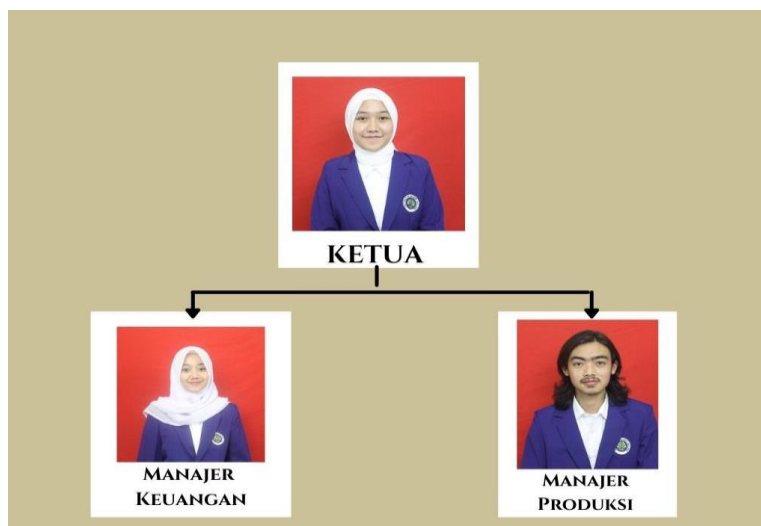 KETUA
MANAJER
KEUANGAN
MANAJER
PRODUKSI